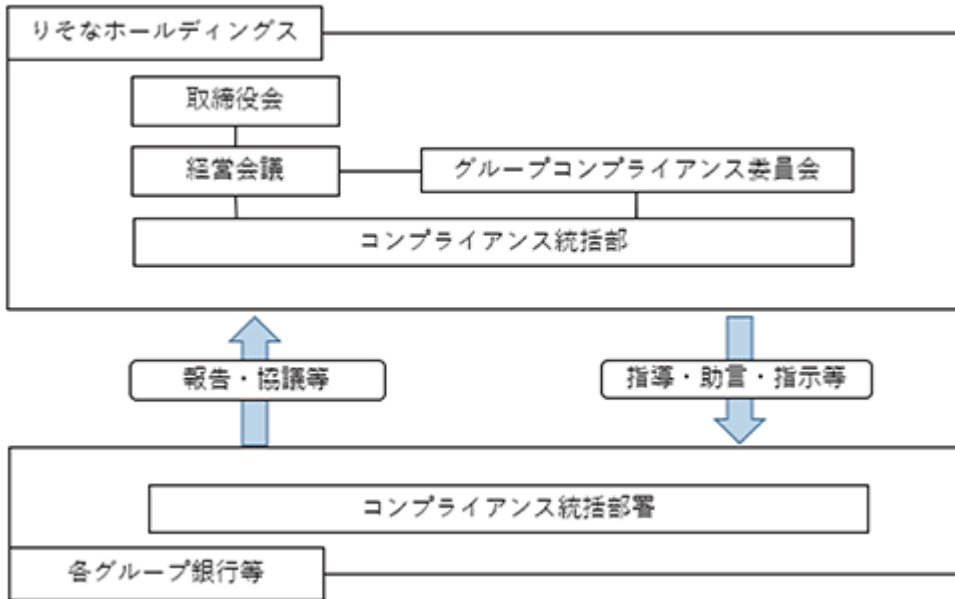 りそなホールディングス
取締役会
経営会議
グループコンプライアンス委員会
コンプライアンス統括部
報告・協議等
指導・助言・指示等
コンプライアンス統括部署
各グループ銀行等